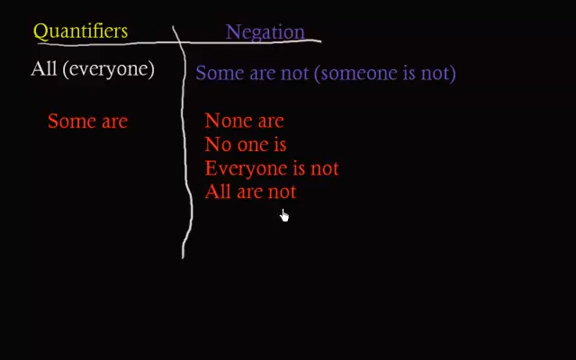 Quantifiers Negation
All (everyone) Some are not (someone is not)
Some are None are
No one is
Everyone is not
All are not